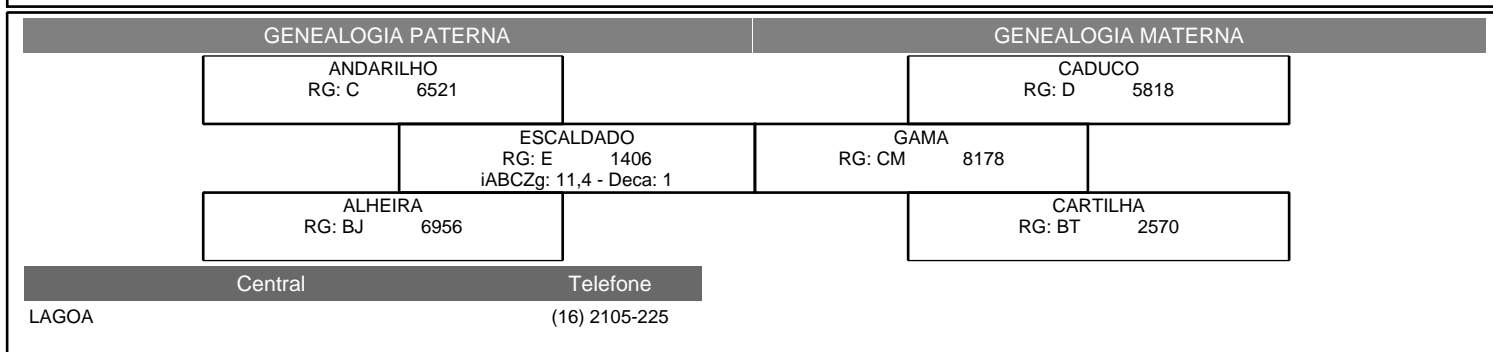 GENEALOGIA PATERNA GENEALOGIA MATERNA
ANDARILHO CADUCO
RG: C 6521 RG: D 5818
ESCALDADO GAMA
RG: E 1406 RG: CM 8178
iABCZg: 11,4 - Deca: 1
ALHEIRA CARTILHA
RG: BJ 6956 RG: BT 2570
Central Telefone
LAGOA (16) 2105-225